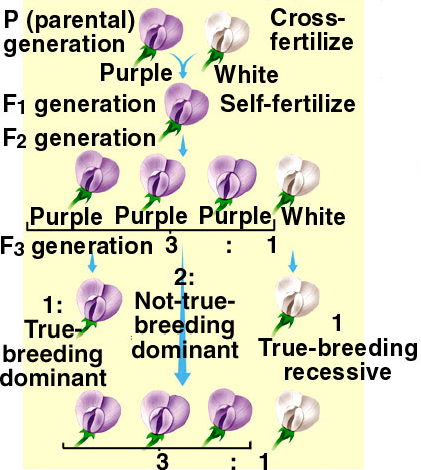 P (parental)
generation
Cross-
fertilize
Purple White
F1 generation Self-fertilize
F2 generation
Purple Purple Purple White
F3 generation 3 : 1
1:
True-
breeding
dominant
2:
Not-true-
breeding
dominant
1
True-breeding
recessive
3 : 1